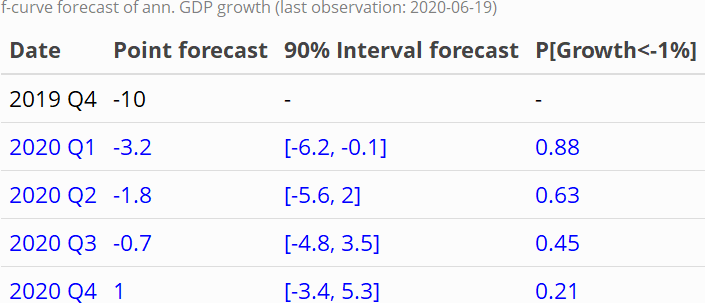 f-curve forecast of ann. GDP growth (last observation: 2020-06-19)
Date Point forecast 90% Interval forecast P[Growth<-1%]
2019 Q4 -10 - -
2020 Q1 -3.2 [-6.2, -0.1] 0.88
2020 Q2 -1.8 [-5.6, 2] 0.63
2020 Q3 -0.7 [-4.8, 3.5] 0.45
2020 Q4 1 [-3.4, 5.3] 0.21